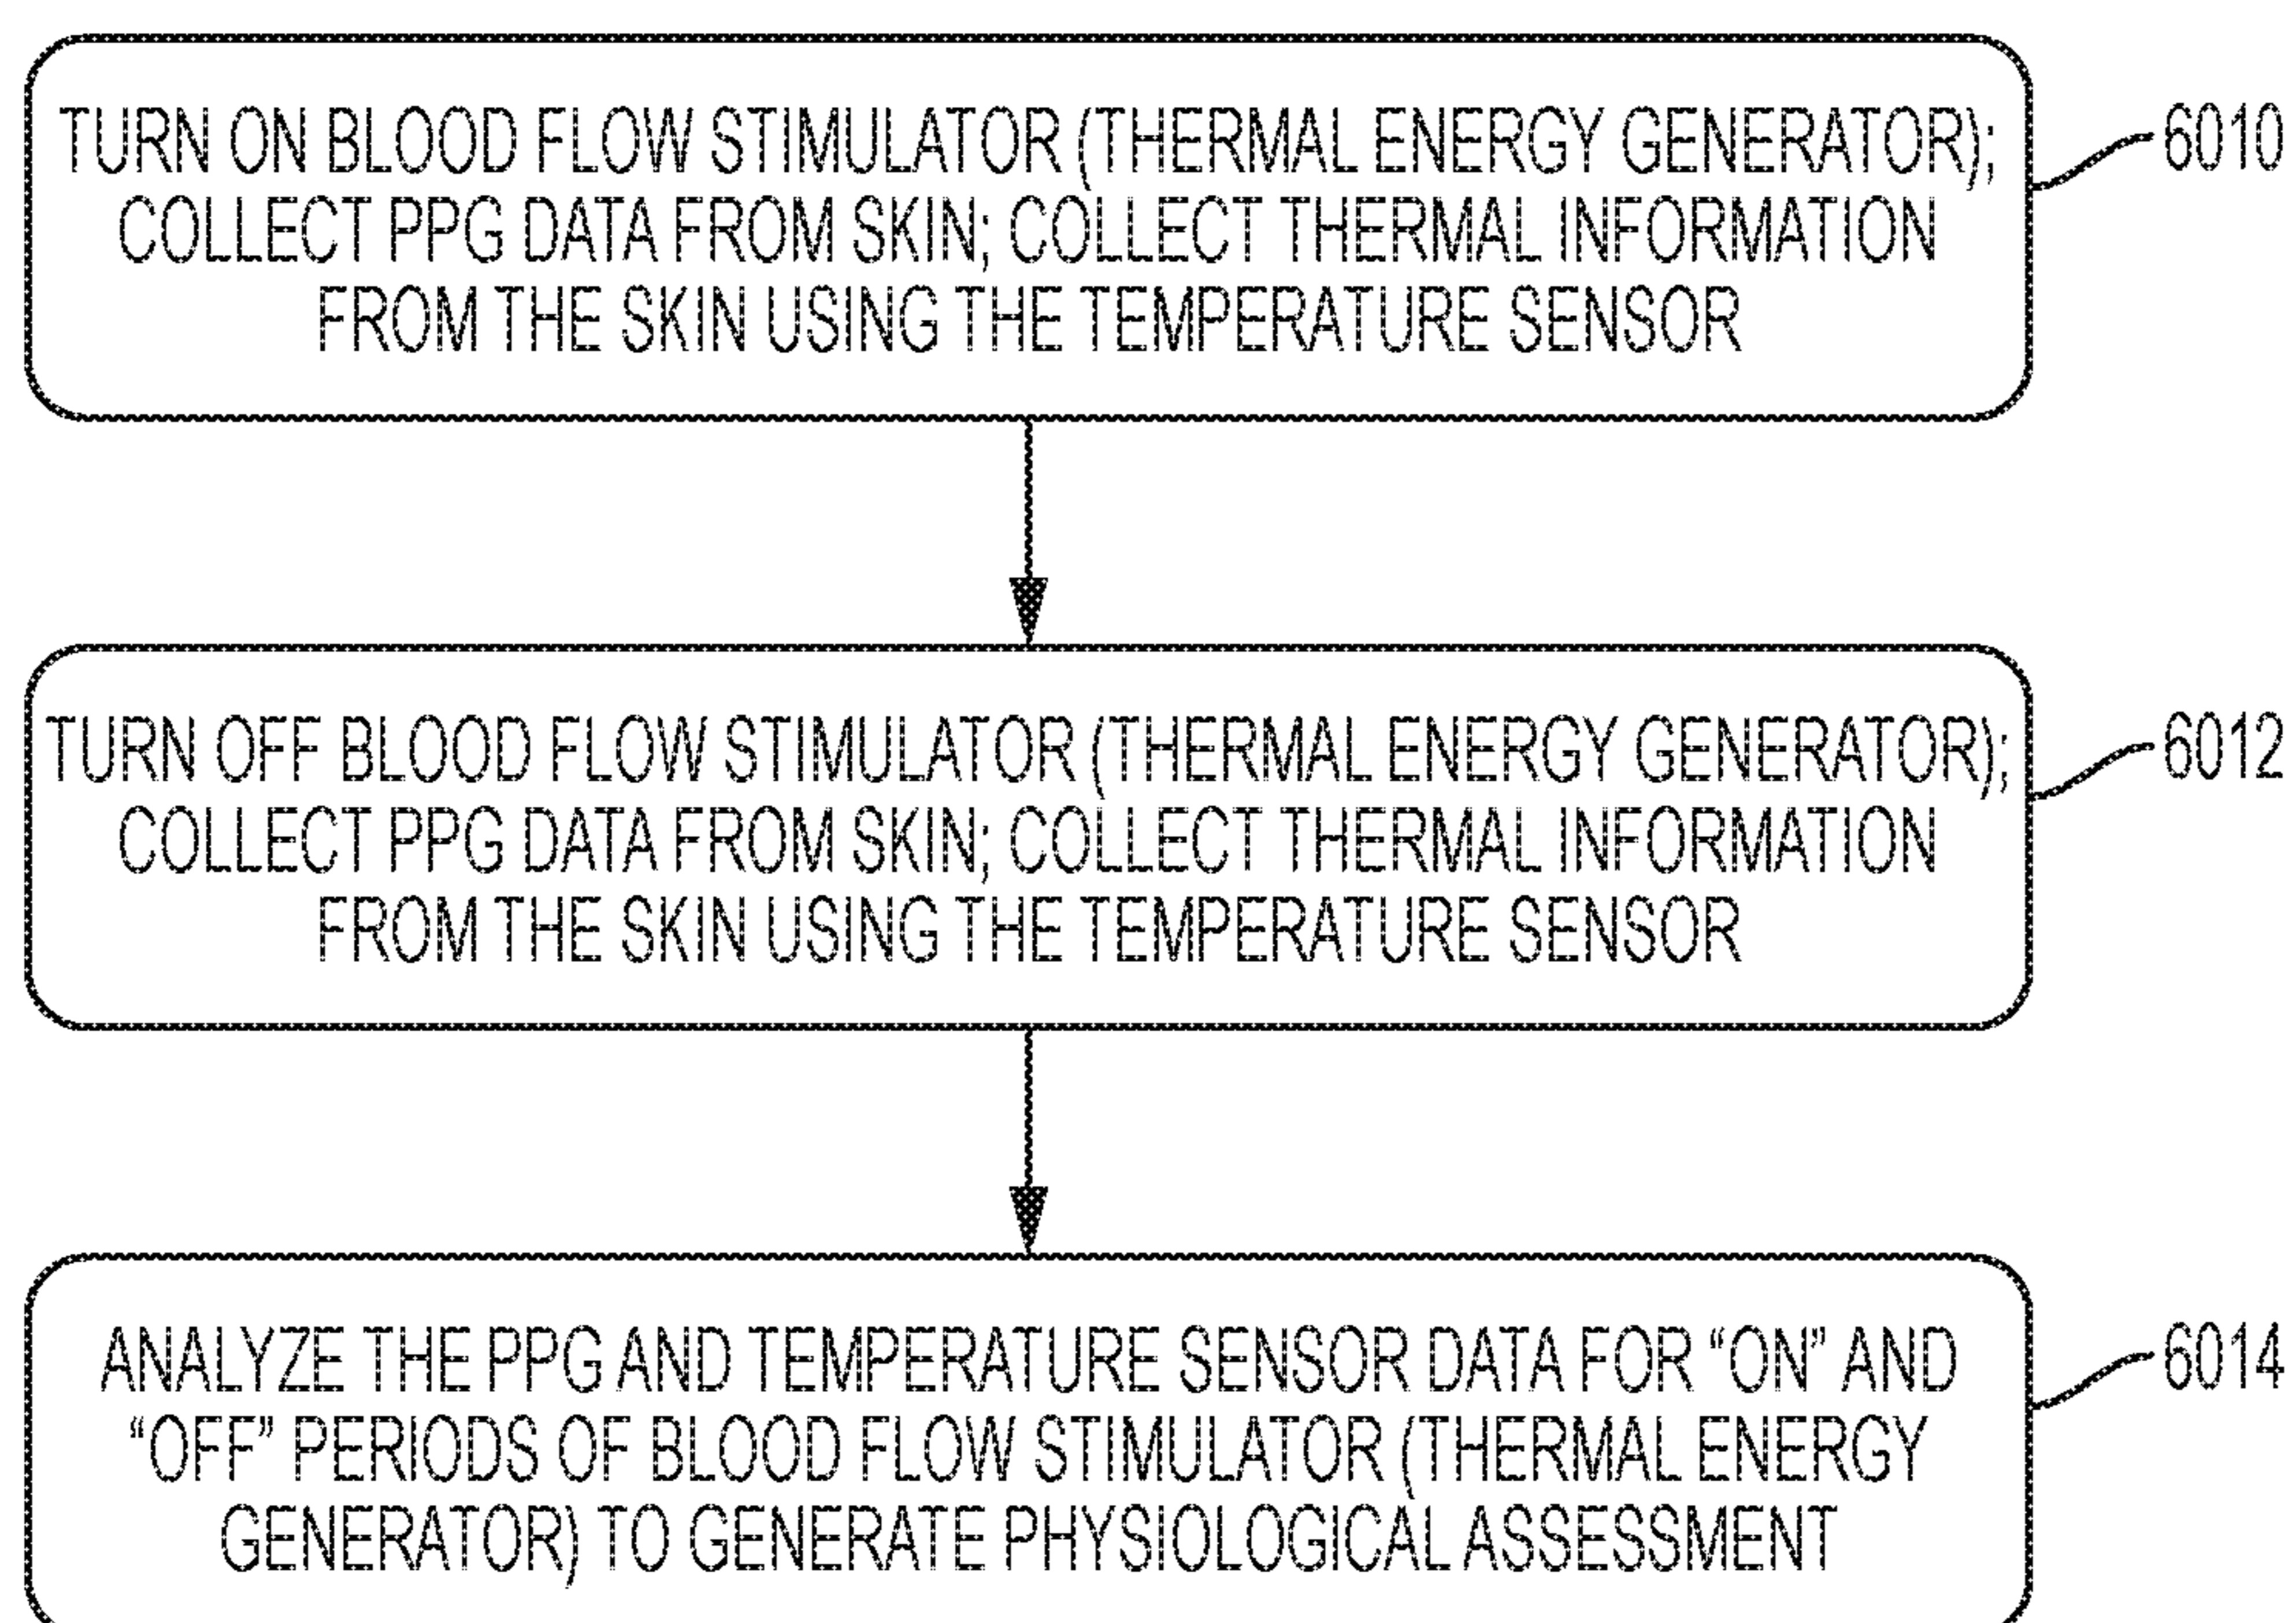 TURN ON BLOOD FLOW STIMULATOR (THERMAL ENERGY GENERATOR);
COLLECT PPG DATA FROM SKIN; COLLECT THERMAL INFORMATION
FROM THE SKIN USING THE TEMPERATURE SENSOR
6010
TURN OFF BLOOD FLOW STIMULATOR (THERMAL ENERGY GENERATOR);
COLLECT PPG DATA FROM SKIN; COLLECT THERMAL INFORMATION
FROM THE SKIN USING THE TEMPERATURE SENSOR
6012
ANALYZE THE PPG AND TEMPERATURE SENSOR DATA FOR “ON” AND
“OFF” PERIODS OF BLOOD FLOW STIMULATOR (THERMAL ENERGY
GENERATOR) TO GENERATE PHYSIOLOGICAL ASSESSMENT
6014